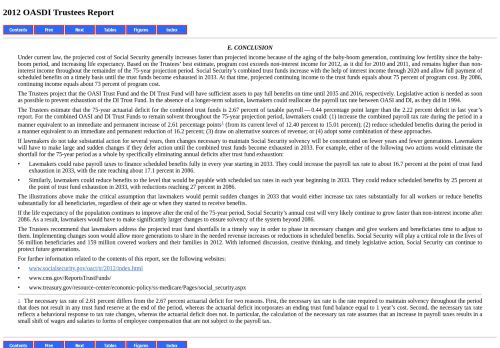 2012 OASDI Trustees Report
Contents Prev Next Tables Figures Index
E. CONCLUSION
Under current law, the projected cost of Social Security generally increases faster than projected income because of the aging of the baby-boom generation, continuing low fertility since the baby-
boom period, and increasing life expectancy. Based on the Trustees' best estimate, program cost exceeds non-interest income for 2012, as it did for 2010 and 2011, and remains higher than non-
interest income throughout the remainder of the 75-year projection period. Social Security's combined trust funds increase with the help of interest income through 2020 and allow full payment of
scheduled benefits on a timely basis until the trust funds become exhausted in 2033. At that time, projected continuing income to the trust funds equals about 75 percent of program cost. By 2086,
continuing income equals about 73 percent of program cost.
The Trustees project that the OASI Trust Fund and the DI Trust Fund will have sufficient assets to pay full benefits on time until 2035 and 2016, respectively. Legislative action is needed as soon
as possible to prevent exhaustion of the DI Trust Fund. In the absence of a longer-term solution, lawmakers could reallocate the payroll tax rate between OASI and DI, as they did in 1994.
The Trustees estimate that the 75-year actuarial deficit for the combined trust funds is 2.67 percent of taxable payroll—0.44 percentage point larger than the 2.22 percent deficit in last year's
report. For the combined OASI and DI Trust Funds to remain solvent throughout the 75-year projection period, lawmakers could: (1) increase the combined payroll tax rate during the period in
a manner equivalent to an immediate and permanent increase of 2.61 percentage points1 (from its current level of 12.40 percent to 15.01 percent); (2) reduce scheduled benefits during the period in
a manner equivalent to an immediate and permanent reduction of 16.2 percent; (3) draw on alternative sources of revenue; or (4) adopt some combination of these approaches.
If lawmakers do not take substantial action for several years, then changes necessary to maintain Social Security solvency will be concentrated on fewer years and fewer generations. Lawmakers
will have to make larger and sudden changes if they defer action until the combined trust funds become exhausted in 2033. For example, either of the following two actions would eliminate the
shortfall for the 75-year period as a whole by specifically eliminating annual deficits after trust fund exhaustion:
• Lawmakers could raise payroll taxes to finance scheduled benefits fully in every year starting in 2033. They could increase the payroll tax rate to about 16.7 percent at the point of trust fund
exhaustion in 2033, with the rate reaching about 17.1 percent in 2086.
• Similarly, lawmakers could reduce benefits to the level that would be payable with scheduled tax rates in each year beginning in 2033. They could reduce scheduled benefits by 25 percent at
the point of trust fund exhaustion in 2033, with reductions reaching 27 percent in 2086.
The illustrations above make the critical assumption that lawmakers would permit sudden changes in 2033 that would either increase tax rates substantially for all workers or reduce benefits
substantially for all beneficiaries, regardless of their age or when they started to receive benefits.
If the life expectancy of the population continues to improve after the end of the 75-year period, Social Security's annual cost will very likely continue to grow faster than non-interest income after
2086. As a result, lawmakers would have to make significantly larger changes to ensure solvency of the system beyond 2086.
The Trustees recommend that lawmakers address the projected trust fund shortfalls in a timely way in order to phase in necessary changes and give workers and beneficiaries time to adjust to
them. Implementing changes soon would allow more generations to share in the needed revenue increases or reductions in scheduled benefits. Social Security will play a critical role in the lives of
56 million beneficiaries and 159 million covered workers and their families in 2012. With informed discussion, creative thinking, and timely legislative action, Social Security can continue to
protect future generations.
For further information related to the contents of this report, see the following websites:
• www.socialsecurity.gov/oact/tr/2012/index.html
• www.cms.gov/ReportsTrustFunds/
• www.treasury.gov/resource-center/economic-policy/ss-medicare/Pages/social_security.aspx
1 The necessary tax rate of 2.61 percent differs from the 2.67 percent actuarial deficit for two reasons. First, the necessary tax rate is the rate required to maintain solvency throughout the period
that does not result in any trust fund reserve at the end of the period, whereas the actuarial deficit incorporates an ending trust fund balance equal to 1 year's cost. Second, the necessary tax rate
reflects a behavioral response to tax rate changes, whereas the actuarial deficit does not. In particular, the calculation of the necessary tax rate assumes that an increase in payroll taxes results in a
small shift of wages and salaries to forms of employee compensation that are not subject to the payroll tax.
Contents Prev Next Tables Figures Index